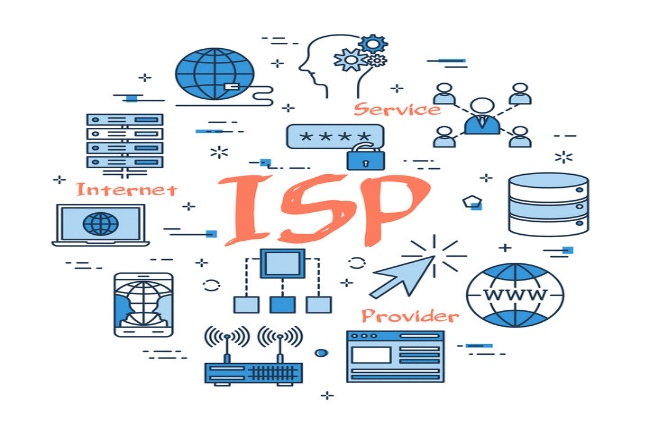 Service
****
Internet
ISP
WWW
Provider